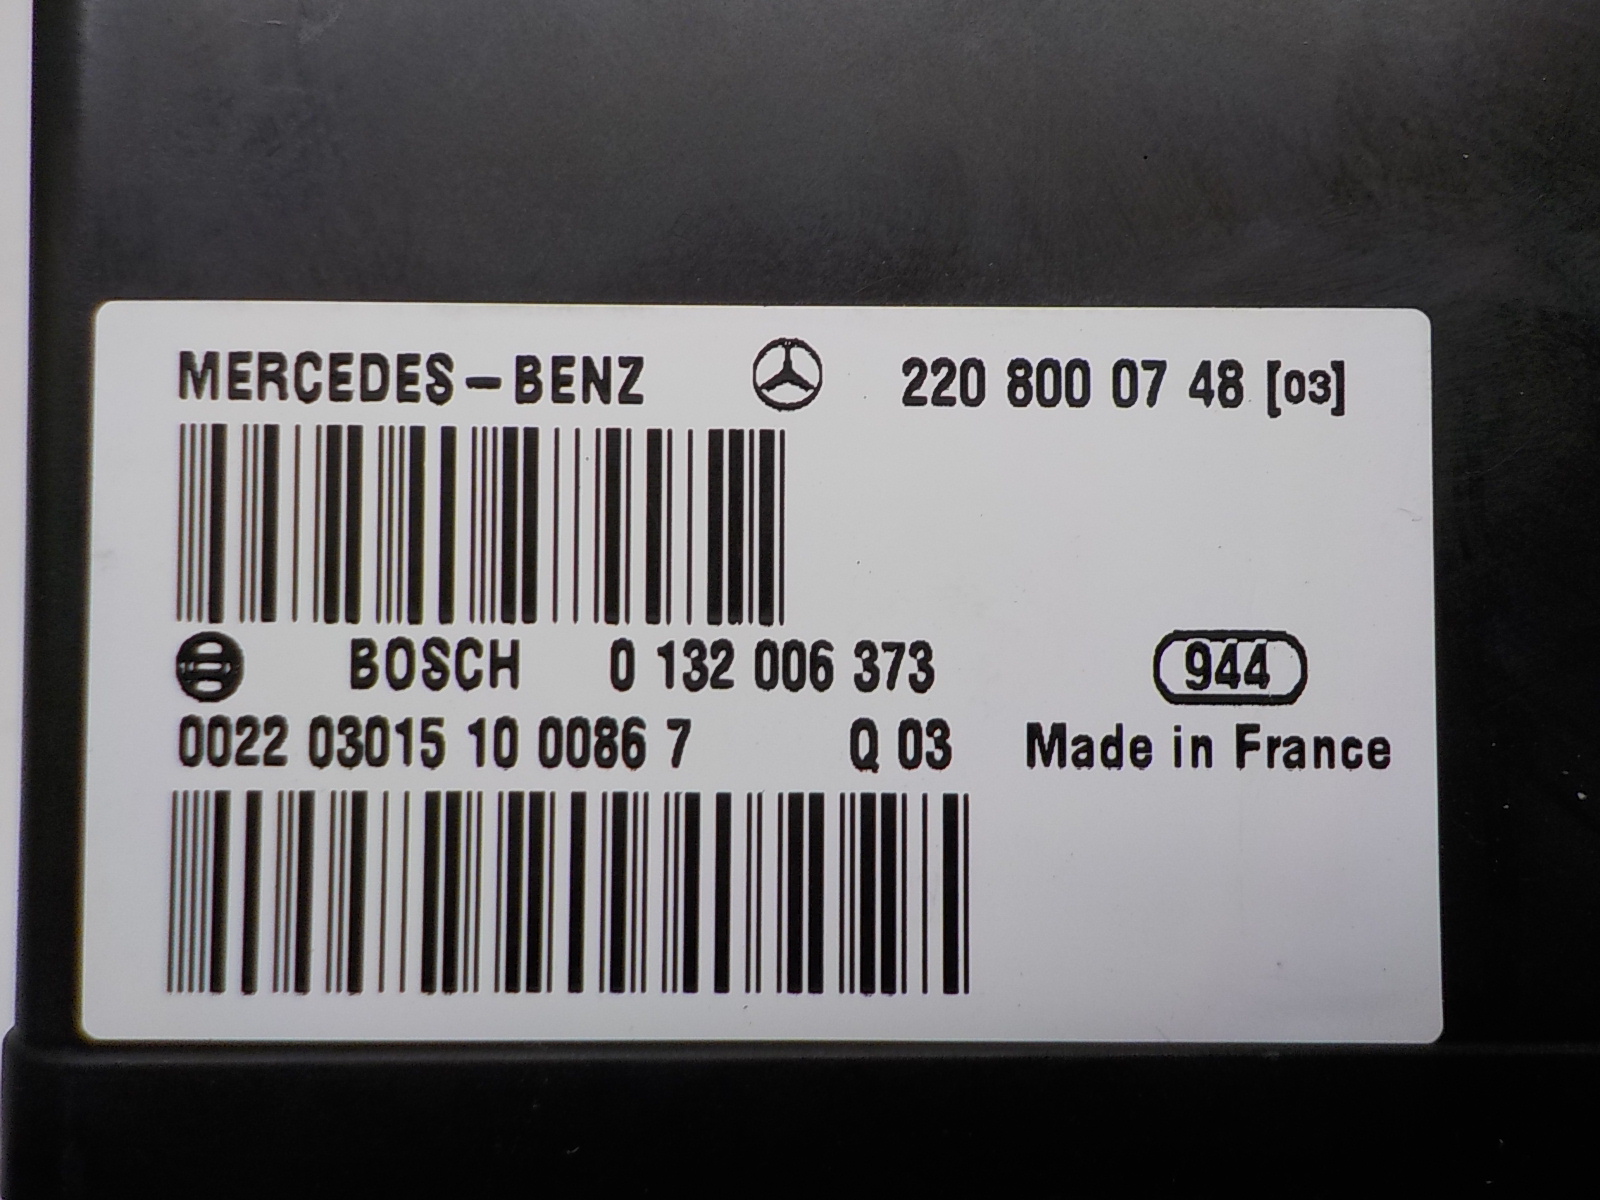 MERCEDES-BENZ 220 800 07 48 [03]
BOSCH 0 132 006 373 944
0022 03015 10 0086 7 Q 03 Made in France